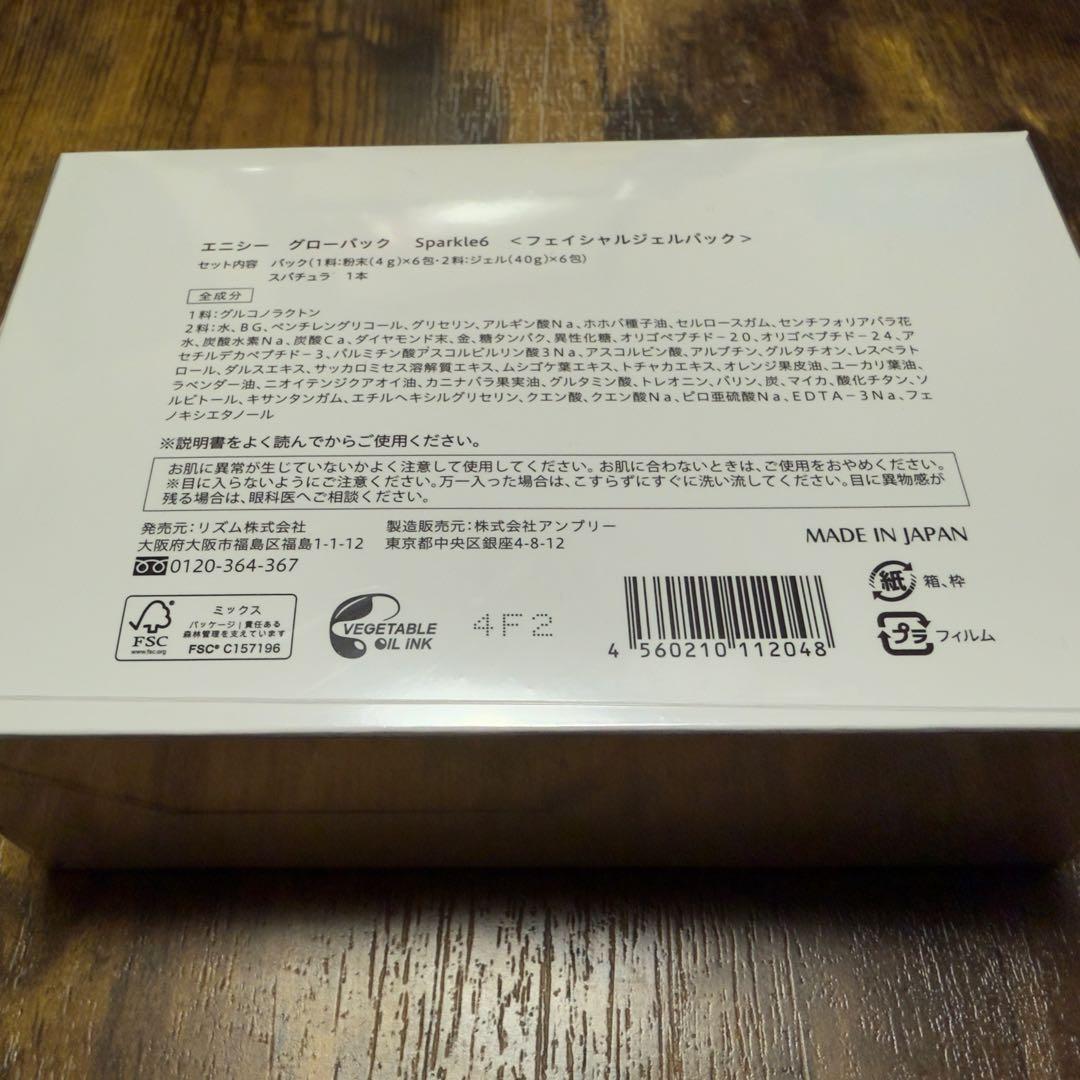 エニシー グローパック Sparkle6 <フェイシャルジェルパック>
セット内容 パック(1料:粉末(4g)×6包・2料:ジェル(40g)×6包)
スパチュラ 1本
全成分
1料:グルコノラクトン
2料:水、BG、ペンチレングリコール、グリセリン、アルギン酸Na、ホホバ種子油、セルロースガム、センチフォリアバラ花
水、炭酸水素Na、炭酸Ca、ダイヤモンド末、金、糖タンパク、異性化糖、オリゴペプチド-20、オリゴペプチド-24、ア
セチルデカペプチド-3、パルミチン酸アスコルビルリン酸3Na、アスコルビン酸、アルブチン、グルタチオン、レスベラト
ロール、ダルスエキス、サッカロミセス溶解質エキス、ムシゴケ葉エキス、トチャカエキス、オレンジ果皮油、ユーカリ葉油、
ラベンダー油、ニオイテンジクアオイ油、カニナバラ果実油、グルタミン酸、トレオニン、バリン、炭、マイカ、酸化チタン、ソ
ルビトール、キサンタンガム、エチルヘキシルグリセリン、クエン酸、クエン酸Na、ピロ亜硫酸Na、EDTA-3Na、フェ
ノキシエタノール
※説明書をよく読んでからご使用ください。
お肌に異常が生じていないかよく注意して使用してください。お肌に合わないときは、ご使用をおやめください。
※目に入らないようにご注意ください。万一入った場合は、こすらずにすぐに洗い流してください。目に異物感が
残る場合は、眼科医へご相談ください。
発売元:リズム株式会社 製造販売元:株式会社アンプリー
大阪府大阪市福島区福島1-1-12 東京都中央区銀座4-8-12
0120-364-367
MADE IN JAPAN
紙 箱、枠
プラ フィルム
FSC
www.fsc.org
ミックス
パッケージ|責任ある
森林管理を支えています
FSC® C157196
VEGETABLE
OIL INK
4F2
4 560210 112048